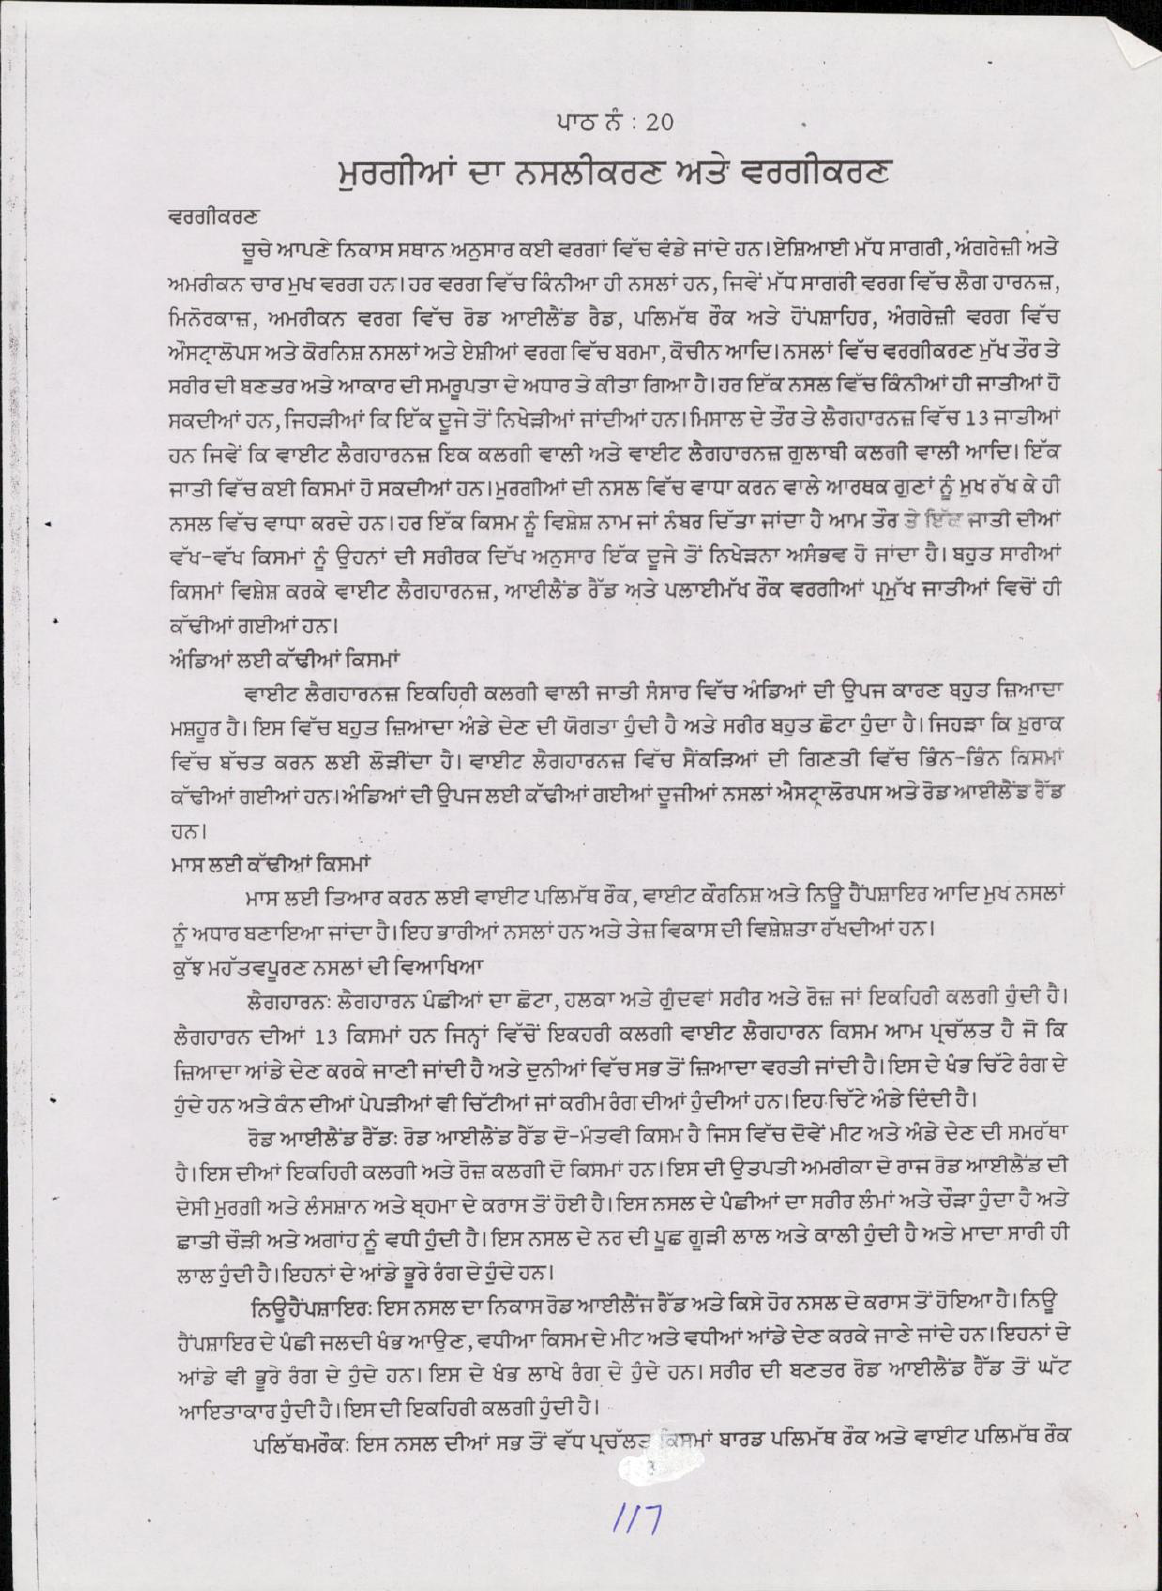 ਪਾਠ ਨੰ : 20
ਮੁਰਗੀਆਂ ਦਾ ਨਸਲੀਕਰਣ ਅਤੇ ਵਰਗੀਕਰਣ
ਵਰਗੀਕਰਣ
ਚੂਚੇ ਆਪਣੇ ਨਿਕਾਸ ਸਥਾਨ ਅਨੁਸਾਰ ਕਈ ਵਰਗਾਂ ਵਿੱਚ ਵੰਡੇ ਜਾਂਦੇ ਹਨ।ਏਸ਼ਿਆਈ ਮੱਧ ਸਾਗਰੀ, ਅੰਗਰੇਜ਼ੀ ਅਤੇ
ਅਮਰੀਕਨ ਚਾਰ ਮੁਖ ਵਰਗ ਹਨ। ਹਰ ਵਰਗ ਵਿੱਚ ਕਿੰਨੀਆ ਹੀ ਨਸਲਾਂ ਹਨ, ਜਿਵੇਂ ਮੱਧ ਸਾਗਰੀ ਵਰਗ ਵਿੱਚ ਲੈਗ ਹਾਰਨਜ਼,
ਮਿਨੋਰਕਾਜ਼, ਅਮਰੀਕਨ ਵਰਗ ਵਿੱਚ ਰੋਡ ਆਈਲੈਂਡ ਰੈਡ, ਪਲਿਮੱਥ ਰੌਕ ਅਤੇ ਹੋਂਪਸ਼ਾਹਿਰ, ਅੰਗਰੇਜ਼ੀ ਵਰਗ ਵਿੱਚ
ਔਸਟ੍ਰਾਲੋਪਸ ਅਤੇ ਕੋਰਨਿਸ਼ ਨਸਲਾਂ ਅਤੇ ਏਸ਼ੀਆਂ ਵਰਗ ਵਿੱਚ ਬਰਮਾ, ਕੋਚੀਨ ਆਦਿ। ਨਸਲਾਂ ਵਿੱਚ ਵਰਗੀਕਰਣ ਮੁੱਖ ਤੌਰ ਤੇ
ਸਰੀਰ ਦੀ ਬਣਤਰ ਅਤੇ ਆਕਾਰ ਦੀ ਸਮਰੂਪਤਾ ਦੇ ਅਧਾਰ ਤੇ ਕੀਤਾ ਗਿਆ ਹੈ। ਹਰ ਇੱਕ ਨਸਲ ਵਿੱਚ ਕਿੰਨੀਆਂ ਹੀ ਜਾਤੀਆਂ ਹੋ
ਸਕਦੀਆਂ ਹਨ, ਜਿਹੜੀਆਂ ਕਿ ਇੱਕ ਦੂਜੇ ਤੋਂ ਨਿਖੇੜੀਆਂ ਜਾਂਦੀਆਂ ਹਨ। ਮਿਸਾਲ ਦੇ ਤੌਰ ਤੇ ਲੈਗਹਾਰਨਜ਼ ਵਿੱਚ 13 ਜਾਤੀਆਂ
ਹਨ ਜਿਵੇਂ ਕਿ ਵਾਈਟ ਲੈਗਹਾਰਨਜ਼ ਇਕ ਕਲਗੀ ਵਾਲੀ ਅਤੇ ਵਾਈਟ ਲੈਗਹਾਰਨਜ਼ ਗੁਲਾਬੀ ਕਲਗੀ ਵਾਲੀ ਆਦਿ। ਇੱਕ
ਜਾਤੀ ਵਿੱਚ ਕਈ ਕਿਸਮਾਂ ਹੋ ਸਕਦੀਆਂ ਹਨ। ਮੁਰਗੀਆਂ ਦੀ ਨਸਲ ਵਿੱਚ ਵਾਧਾ ਕਰਨ ਵਾਲੇ ਆਰਥਕ ਗੁਣਾਂ ਨੂੰ ਮੁਖ ਰੱਖ ਕੇ ਹੀ
ਨਸਲ ਵਿੱਚ ਵਾਧਾ ਕਰਦੇ ਹਨ। ਹਰ ਇੱਕ ਕਿਸਮ ਨੂੰ ਵਿਸ਼ੇਸ਼ ਨਾਮ ਜਾਂ ਨੰਬਰ ਦਿੱਤਾ ਜਾਂਦਾ ਹੈ ਆਮ ਤੌਰ ਤੇ ਇੱਕ ਜਾਤੀ ਦੀਆਂ
ਵੱਖ-ਵੱਖ ਕਿਸਮਾਂ ਨੂੰ ਉਹਨਾਂ ਦੀ ਸਰੀਰਕ ਦਿੱਖ ਅਨੁਸਾਰ ਇੱਕ ਦੂਜੇ ਤੋਂ ਨਿਖੇੜਨਾ ਅਸੰਭਵ ਹੋ ਜਾਂਦਾ ਹੈ। ਬਹੁਤ ਸਾਰੀਆਂ
ਕਿਸਮਾਂ ਵਿਸ਼ੇਸ਼ ਕਰਕੇ ਵਾਈਟ ਲੈਗਹਾਰਨਜ਼, ਆਈਲੈਂਡ ਰੈੱਡ ਅਤੇ ਪਲਾਈਮੱਖ ਰੌਕ ਵਰਗੀਆਂ ਪ੍ਰਮੁੱਖ ਜਾਤੀਆਂ ਵਿਚੋਂ ਹੀ
ਕੱਢੀਆਂ ਗਈਆਂ ਹਨ।
ਅੰਡਿਆਂ ਲਈ ਕੱਢੀਆਂ ਕਿਸਮਾਂ
ਵਾਈਟ ਲੈਗਹਾਰਨਜ਼ ਇਕਹਿਰੀ ਕਲਗੀ ਵਾਲੀ ਜਾਤੀ ਸੰਸਾਰ ਵਿੱਚ ਅੰਡਿਆਂ ਦੀ ਉਪਜ ਕਾਰਣ ਬਹੁਤ ਜ਼ਿਆਦਾ
ਮਸ਼ਹੂਰ ਹੈ। ਇਸ ਵਿੱਚ ਬਹੁਤ ਜ਼ਿਆਦਾ ਅੰਡੇ ਦੇਣ ਦੀ ਯੋਗਤਾ ਹੁੰਦੀ ਹੈ ਅਤੇ ਸਰੀਰ ਬਹੁਤ ਛੋਟਾ ਹੁੰਦਾ ਹੈ। ਜਿਹੜਾ ਕਿ ਖ਼ੁਰਾਕ
ਵਿੱਚ ਬੱਚਤ ਕਰਨ ਲਈ ਲੋੜੀਂਦਾ ਹੈ। ਵਾਈਟ ਲੈਗਹਾਰਨਜ਼ ਵਿੱਚ ਸੈਂਕੜਿਆਂ ਦੀ ਗਿਣਤੀ ਵਿੱਚ ਭਿੰਨ-ਭਿੰਨ ਕਿਸਮਾਂ
ਕੱਢੀਆਂ ਗਈਆਂ ਹਨ। ਅੰਡਿਆਂ ਦੀ ਉਪਜ ਲਈ ਕੱਢੀਆਂ ਗਈਆਂ ਦੂਜੀਆਂ ਨਸਲਾਂ ਐਸਟ੍ਰਾਲੋਰਪਸ ਅਤੇ ਰੋਡ ਆਈਲੈਂਡ ਰੈੱਡ
ਹਨ।
ਮਾਸ ਲਈ ਕੱਢੀਆਂ ਕਿਸਮਾਂ
ਮਾਸ ਲਈ ਤਿਆਰ ਕਰਨ ਲਈ ਵਾਈਟ ਪਲਿਮੱਥ ਰੌਕ, ਵਾਈਟ ਕੌਰਨਿਸ਼ ਅਤੇ ਨਿਊ ਹੈਂਪਸ਼ਾਇਰ ਆਦਿ ਮੁਖ ਨਸਲਾਂ
ਨੂੰ ਅਧਾਰ ਬਣਾਇਆ ਜਾਂਦਾ ਹੈ। ਇਹ ਭਾਰੀਆਂ ਨਸਲਾਂ ਹਨ ਅਤੇ ਤੇਜ਼ ਵਿਕਾਸ ਦੀ ਵਿਸ਼ੇਸ਼ਤਾ ਰੱਖਦੀਆਂ ਹਨ।
ਕੁੱਝ ਮਹੱਤਵਪੂਰਣ ਨਸਲਾਂ ਦੀ ਵਿਆਖਿਆ
ਲੈਗਹਾਰਨ: ਲੈਗਹਾਰਨ ਪੰਛੀਆਂ ਦਾ ਛੋਟਾ, ਹਲਕਾ ਅਤੇ ਗੁੰਦਵਾਂ ਸਰੀਰ ਅਤੇ ਰੋਜ਼ ਜਾਂ ਇਕਹਿਰੀ ਕਲਗੀ ਹੁੰਦੀ ਹੈ।
ਲੈਗਹਾਰਨ ਦੀਆਂ 13 ਕਿਸਮਾਂ ਹਨ ਜਿਨ੍ਹਾਂ ਵਿੱਚੋਂ ਇਕਹਰੀ ਕਲਗੀ ਵਾਈਟ ਲੈਗਹਾਰਨ ਕਿਸਮ ਆਮ ਪ੍ਰਚੱਲਤ ਹੈ ਜੋ ਕਿ
ਜ਼ਿਆਦਾ ਆਂਡੇ ਦੇਣ ਕਰਕੇ ਜਾਣੀ ਜਾਂਦੀ ਹੈ ਅਤੇ ਦੁਨੀਆਂ ਵਿੱਚ ਸਭ ਤੋਂ ਜ਼ਿਆਦਾ ਵਰਤੀ ਜਾਂਦੀ ਹੈ। ਇਸ ਦੇ ਖੰਭ ਚਿੱਟੇ ਰੰਗ ਦੇ
ਹੁੰਦੇ ਹਨ ਅਤੇ ਕੰਨ ਦੀਆਂ ਪੇਪੜੀਆਂ ਵੀ ਚਿੱਟੀਆਂ ਜਾਂ ਕਰੀਮ ਰੰਗ ਦੀਆਂ ਹੁੰਦੀਆਂ ਹਨ। ਇਹ ਚਿੱਟੇ ਅੰਡੇ ਦਿੰਦੀ ਹੈ।
ਰੋਡ ਆਈਲੈਂਡ ਰੈੱਡ: ਰੋਡ ਆਈਲੈਂਡ ਰੈੱਡ ਦੋ-ਮੰਤਵੀ ਕਿਸਮ ਹੈ ਜਿਸ ਵਿੱਚ ਦੋਵੇਂ ਮੀਟ ਅਤੇ ਅੰਡੇ ਦੇਣ ਦੀ ਸਮਰੱਥਾ
ਹੈ। ਇਸ ਦੀਆਂ ਇਕਹਿਰੀ ਕਲਗੀ ਅਤੇ ਰੋਜ਼ ਕਲਗੀ ਦੋ ਕਿਸਮਾਂ ਹਨ। ਇਸ ਦੀ ਉਤਪਤੀ ਅਮਰੀਕਾ ਦੇ ਰਾਜ ਰੋਡ ਆਈਲੈਂਡ ਦੀ
ਦੇਸੀ ਮੁਰਗੀ ਅਤੇ ਲੰਸਸ਼ਾਨ ਅਤੇ ਬ੍ਰਹਮਾ ਦੇ ਕਰਾਸ ਤੋਂ ਹੋਈ ਹੈ। ਇਸ ਨਸਲ ਦੇ ਪੰਛੀਆਂ ਦਾ ਸਰੀਰ ਲੰਮਾਂ ਅਤੇ ਚੌੜਾ ਹੁੰਦਾ ਹੈ ਅਤੇ
ਛਾਤੀ ਚੌੜੀ ਅਤੇ ਅਗਾਂਹ ਨੂੰ ਵਧੀ ਹੁੰਦੀ ਹੈ। ਇਸ ਨਸਲ ਦੇ ਨਰ ਦੀ ਪੂਛ ਗੂੜੀ ਲਾਲ ਅਤੇ ਕਾਲੀ ਹੁੰਦੀ ਹੈ ਅਤੇ ਮਾਦਾ ਸਾਰੀ ਹੀ
ਲਾਲ ਹੁੰਦੀ ਹੈ। ਇਹਨਾਂ ਦੇ ਆਂਡੇ ਭੂਰੇ ਰੰਗ ਦੇ ਹੁੰਦੇ ਹਨ।
ਨਿਊਹੈਂਪਸ਼ਾਇਰ: ਇਸ ਨਸਲ ਦਾ ਨਿਕਾਸ ਰੋਡ ਆਈਲੈਂਜ ਰੈੱਡ ਅਤੇ ਕਿਸੇ ਹੋਰ ਨਸਲ ਦੇ ਕਰਾਸ ਤੋਂ ਹੋਇਆ ਹੈ। ਨਿਊ
ਹੈਂਪਸ਼ਾਇਰ ਦੇ ਪੰਛੀ ਜਲਦੀ ਖੰਭ ਆਉਣ, ਵਧੀਆ ਕਿਸਮ ਦੇ ਮੀਟ ਅਤੇ ਵਧੀਆਂ ਆਂਡੇ ਦੇਣ ਕਰਕੇ ਜਾਣੇ ਜਾਂਦੇ ਹਨ।ਇਹਨਾਂ ਦੇ
ਆਂਡੇ ਵੀ ਭੂਰੇ ਰੰਗ ਦੇ ਹੁੰਦੇ ਹਨ। ਇਸ ਦੇ ਖੰਭ ਲਾਖੇ ਰੰਗ ਦੇ ਹੁੰਦੇ ਹਨ। ਸਰੀਰ ਦੀ ਬਣਤਰ ਰੋਡ ਆਈਲੈਂਡ ਰੈੱਡ ਤੋਂ ਘੱਟ
ਆਇਤਾਕਾਰ ਹੁੰਦੀ ਹੈ। ਇਸ ਦੀ ਇਕਹਿਰੀ ਕਲਗੀ ਹੁੰਦੀ ਹੈ।
ਪਲਿੱਥਮਰੌਕ: ਇਸ ਨਸਲ ਦੀਆਂ ਸਭ ਤੋਂ ਵੱਧ ਪ੍ਰਚੱਲਤ ਕਿਸਮਾਂ ਬਾਰਡ ਪਲਿਮੱਥ ਰੌਕ ਅਤੇ ਵਾਈਟ ਪਲਿਮੱਥ ਰੌਕ
117